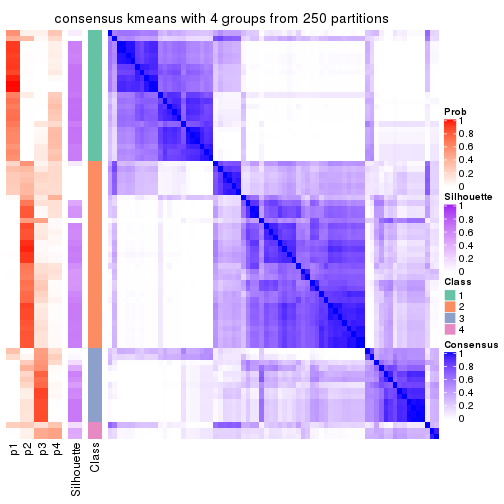 consensus kmeans with 4 groups from 250 partitions
Prob
1
0.8
0.6
0.4
0.2
0
Silhouette
1
0.8
0.6
0.4
0.2
0
Class
1
2
3
4
Consensus
1
0.8
0.6
0.4
0.2
0
p1
p2
p3
p4
Silhouette
Class